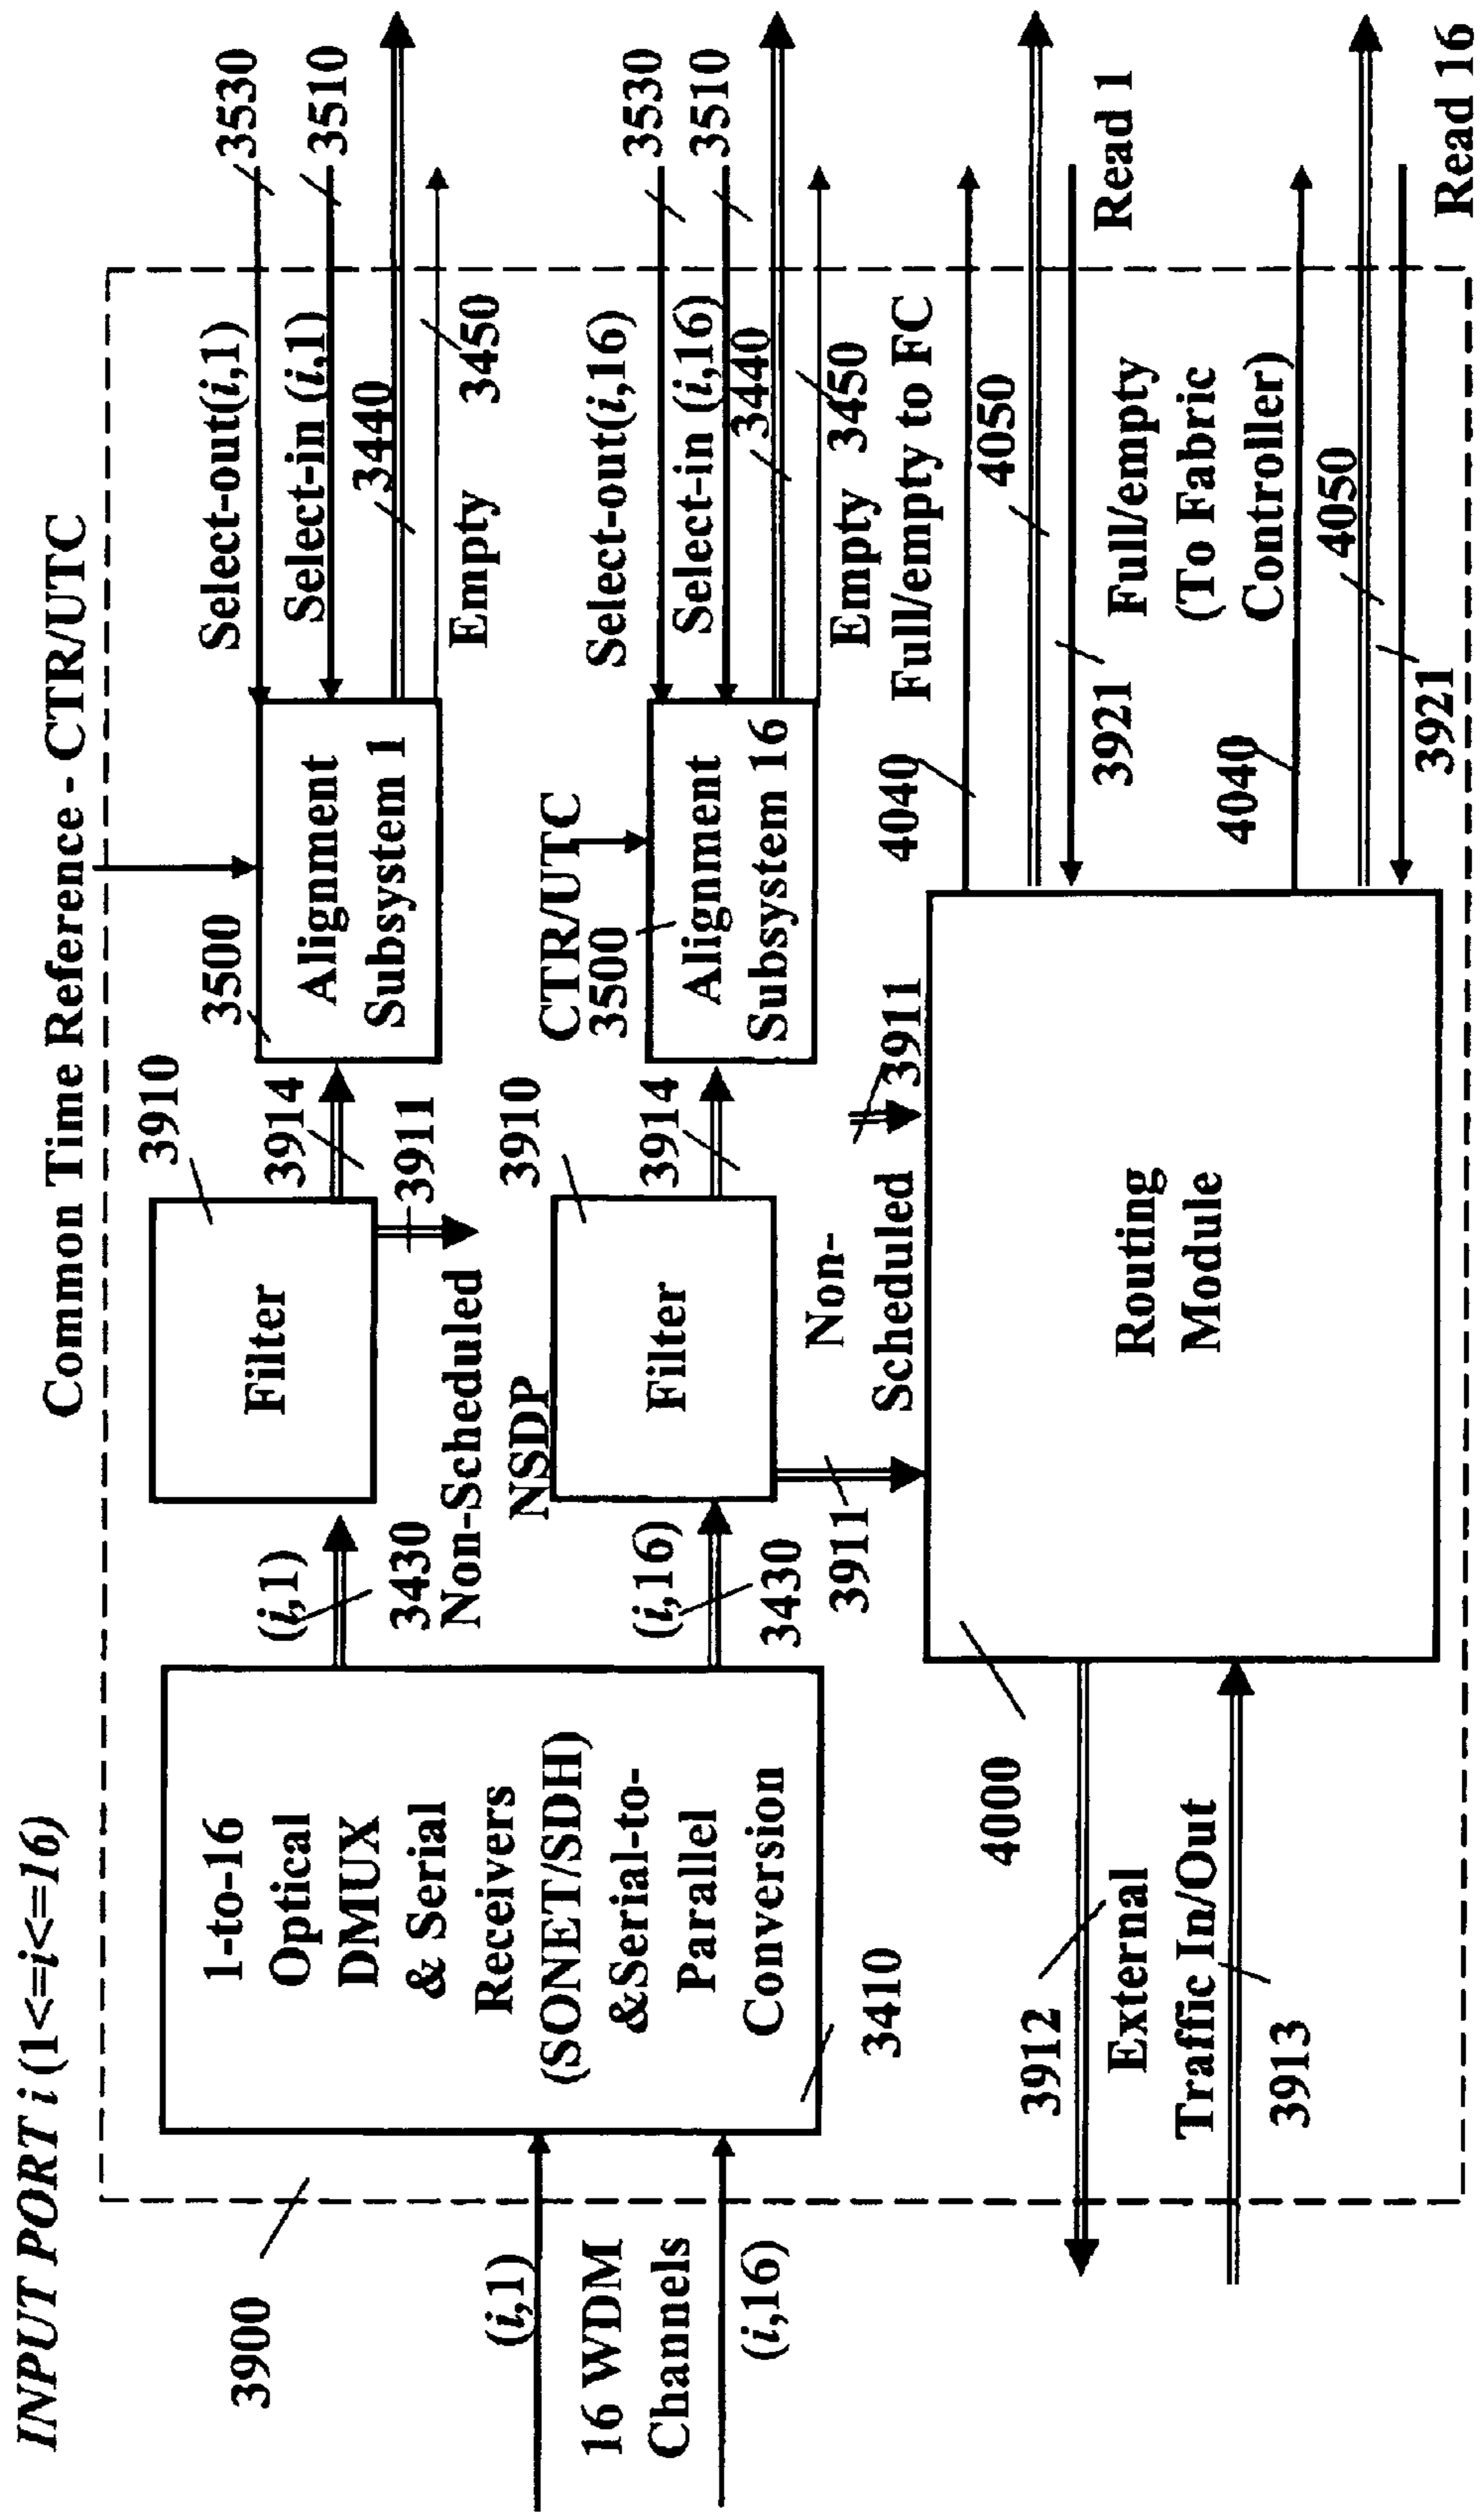 INPUT PORT i (1<=i<=16)
Common Time Reference - CTR/UTC
3900
(i,1)
16 WDM
Channels
(i,16)
1-to-16
Optical
DMUX
& Serial
Receivers
(SONET/SDH)
&Serial-to-
Parallel
Conversion
3410
(i,1)
3430
(i,16)
3430
3910
Filter
3914
3911
Non-Scheduled
NSDP
3910
Filter
3914
3911
Non-
Scheduled
3911
3500
Alignment
Subsystem 1
CTR/UTC
3500
Alignment
Subsystem 16
Select-out(i,1)
3530
Select-in (i,1)
3510
3440
Empty
3450
Select-out(i,16)
3530
Select-in (i,16)
3510
3440
Empty
3450
Full/empty to FC
4040
4050
3921
Read 1
Full/empty
(To Fabric
Controller)
4040
4050
3921
Read 16
Routing
Module
4000
3912
External
Traffic In/Out
3913